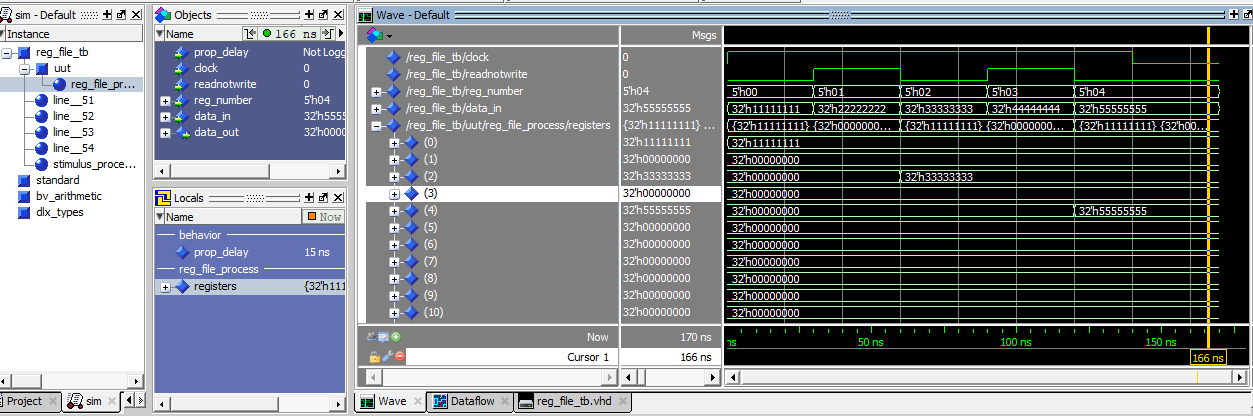 sim - Default
Instance
reg_file_tb
uut
reg_file_pr...
line__51
line__52
line__53
line__54
stimulus_proce...
standard
bv_arithmetic
dlx_types
Project
sim
Objects
Name
166 ns
prop_delay Not Logg
clock 0
readnotwrite 0
reg_number 5'h04
data_in 32'h5555
data_out 32'h0000
Locals
Name Now
behavior
prop_delay 15 ns
reg_file_process
registers {32'h111
Wave - Default
Msgs
/reg_file_tb/clock 0
/reg_file_tb/readnotwrite 0
/reg_file_tb/reg_number 5'h04 5'h00 5'h01 5'h02 5'h03 5'h04
/reg_file_tb/data_in 32'h55555555 32'h11111111 32'h22222222 32'h33333333 32'h44444444 32'h55555555
/reg_file_tb/uut/reg_file_process/registers {32'h11111111} ... {32'h11111111} {32'h0000000... {32'h11111111} {32'h0000000... {32'h11111111} {32'h00...
(0) 32'h11111111 32'h11111111
(1) 32'h00000000 32'h00000000
(2) 32'h33333333 32'h00000000 32'h33333333
(3) 32'h00000000 32'h00000000
(4) 32'h55555555 32'h00000000 32'h55555555
(5) 32'h00000000 32'h00000000
(6) 32'h00000000 32'h00000000
(7) 32'h00000000 32'h00000000
(8) 32'h00000000 32'h00000000
(9) 32'h00000000 32'h00000000
(10) 32'h00000000 32'h00000000
Now 170 ns ns 50 ns 100 ns 150 ns
Cursor 1 166 ns 166 ns
Wave
Dataflow
reg_file_tb.vhd